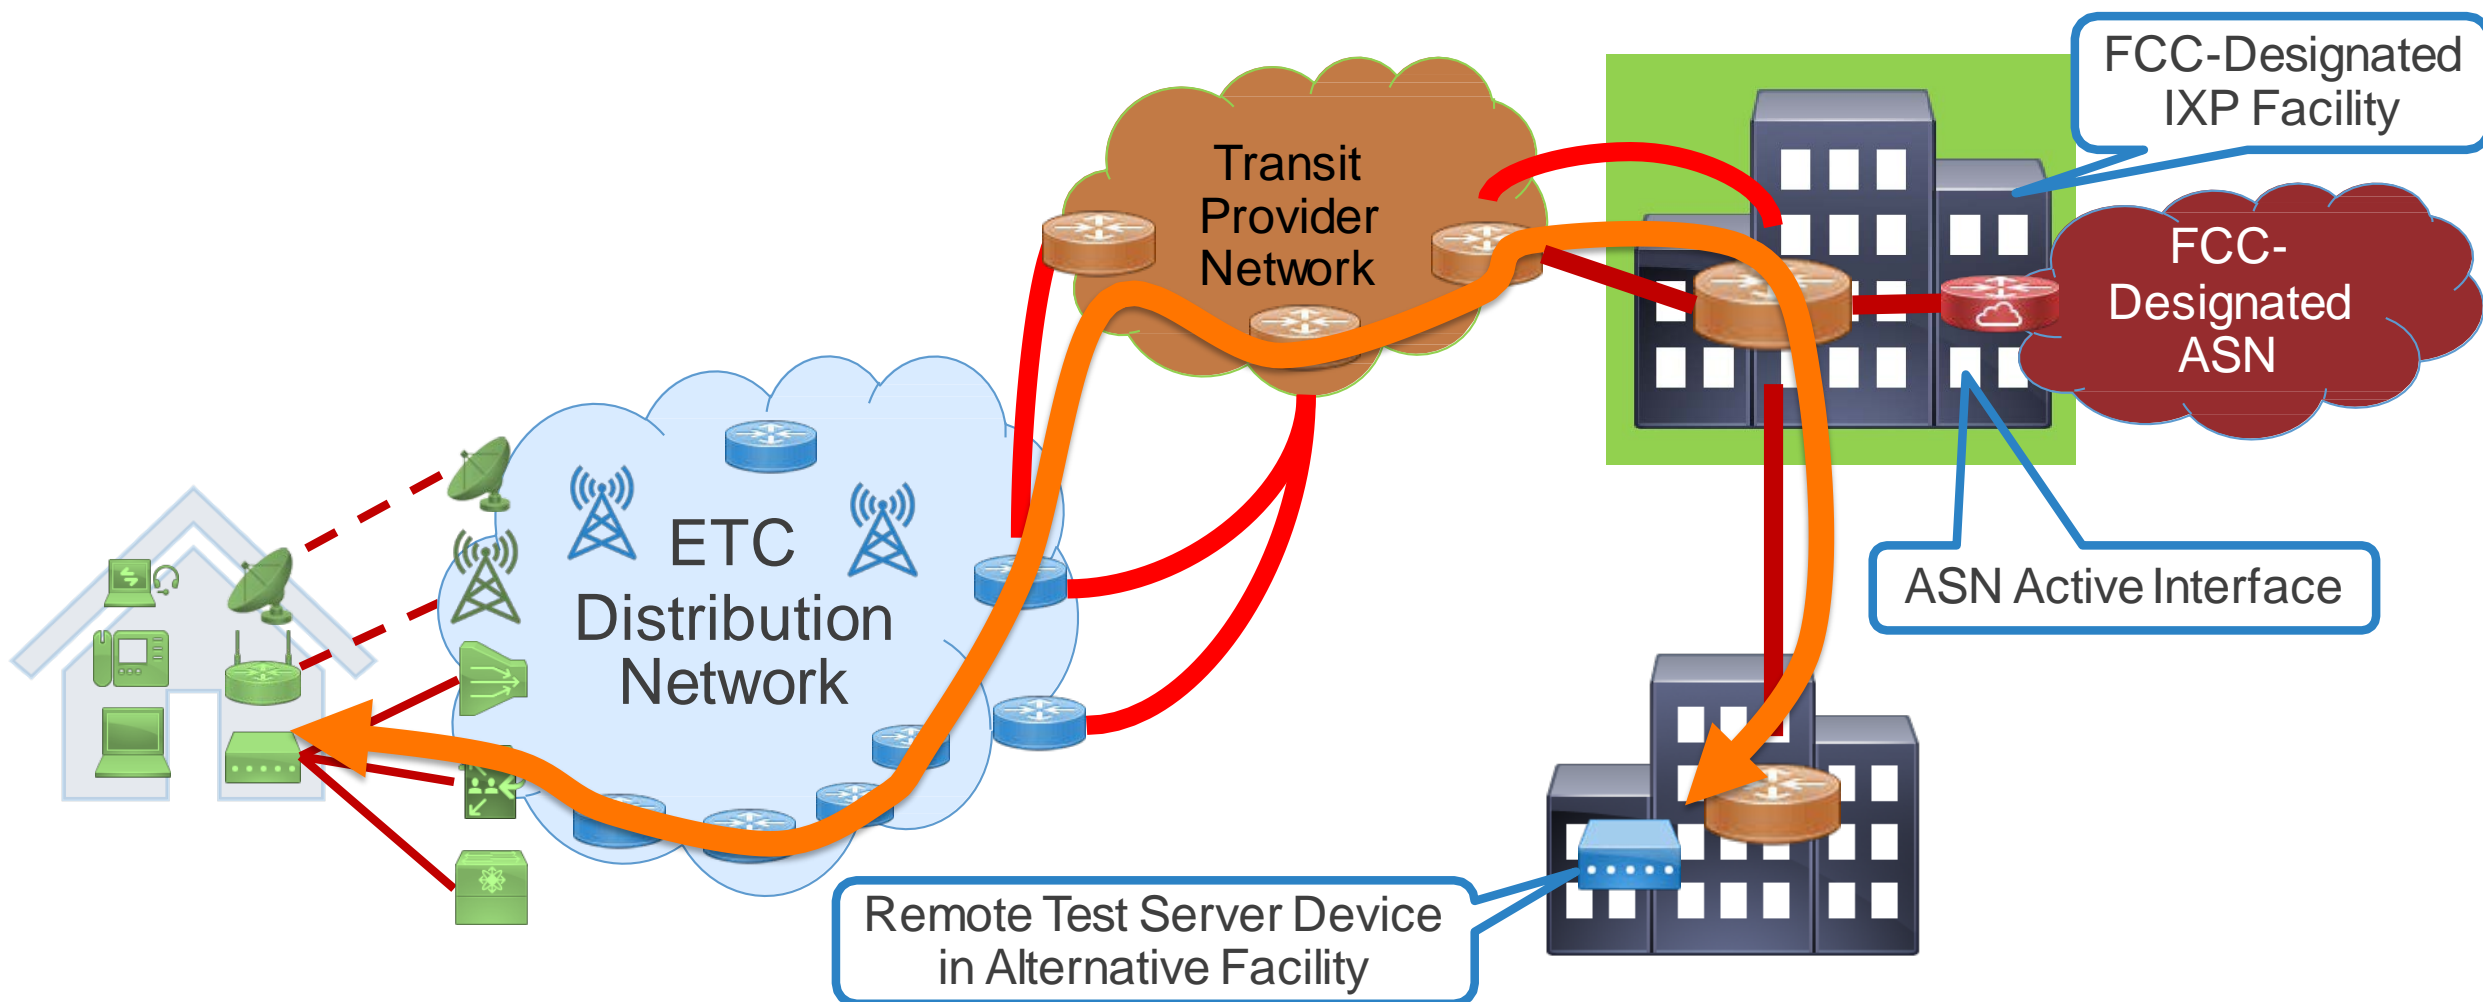 FCC-Designated
IXP Facility
Transit
Provider
Network
FCC-
Designated
ASN
ETC
Distribution
Network
ASN Active Interface
Remote Test Server Device
in Alternative Facility